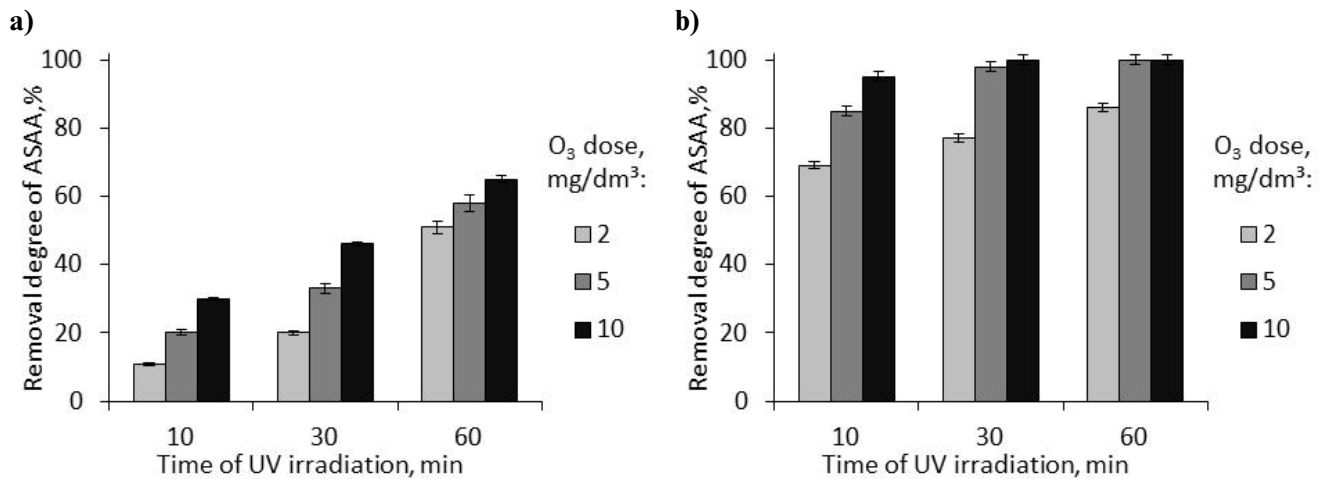 a)
Removal degree of ASAA,%
100
80
60
40
20
0
10
30
60
Time of UV irradiation, min
O₃ dose,
mg/dm³:
2
5
10
b)
Removal degree of ASAA,%
100
80
60
40
20
0
10
30
60
Time of UV irradiation, min
O₃ dose,
mg/dm³:
2
5
10